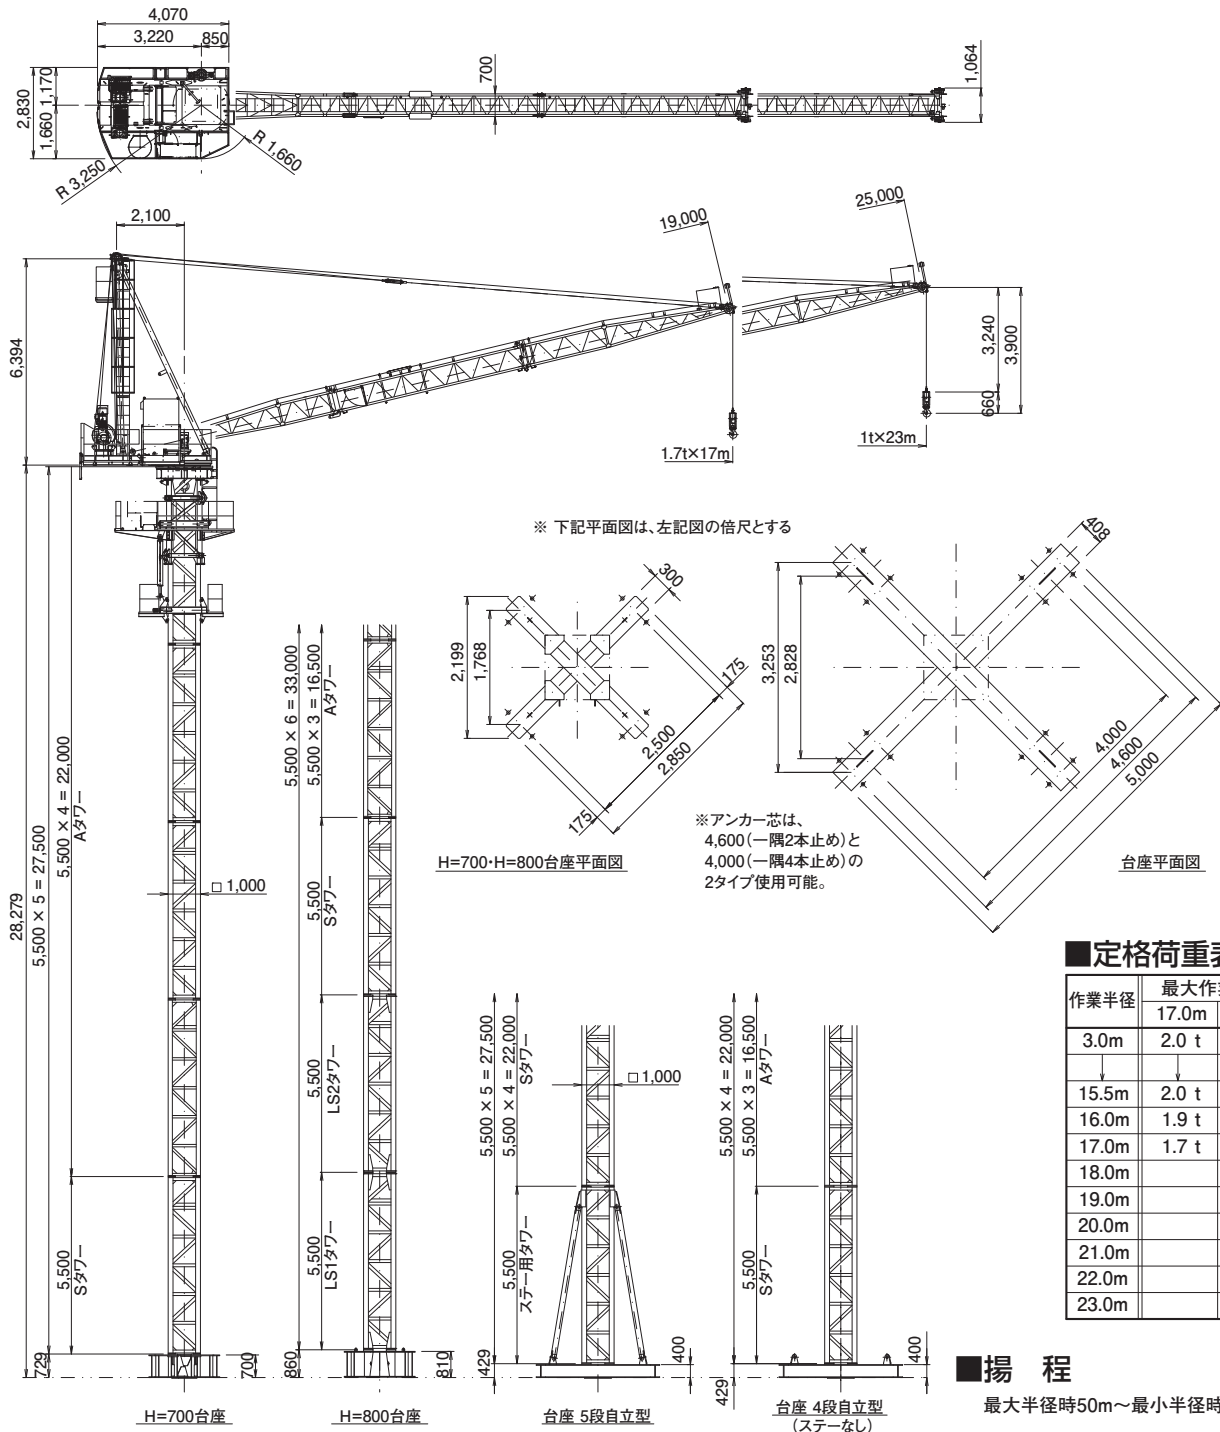 4,070
3,220
850
2,830
1,170
1,660
R 3,250
R 1,660
700
1,064
2,100
19,000
25,000
6,394
3,240
3,900
660
1.7t×17m
1t×23m
※ 下記平面図は、左記図の倍尺とする
300
2,199
1,768
175
2,500
2,850
175
H=700・H=800台座平面図
408
3,253
2,828
4,000
4,600
5,000
台座平面図
※アンカー芯は、
4,600(一隅2本止め)と
4,000(一隅4本止め)の
2タイプ使用可能。
28,279
5,500 × 5 = 27,500
5,500 × 4 = 22,000
Aタワー
□ 1,000
5,500
Sタワー
729
700
H=700台座
5,500 × 6 = 33,000
5,500 × 3 = 16,500
Aタワー
5,500
Sタワー
5,500
LS2タワー
5,500
LS1タワー
860
810
H=800台座
5,500 × 5 = 27,500
5,500 × 4 = 22,000
Sタワー
□ 1,000
5,500
ステー用タワー
429
400
台座 5段自立型
5,500 × 4 = 22,000
5,500 × 3 = 16,500
Aタワー
5,500
Sタワー
429
400
台座 4段自立型
(ステーなし)
■定格荷重表
作業半径 最大作業
17.0m
3.0m 2.0 t
↓ ↓
15.5m 2.0 t
16.0m 1.9 t
17.0m 1.7 t
18.0m
19.0m
20.0m
21.0m
22.0m
23.0m
■揚 程
最大半径時50m〜最小半径時